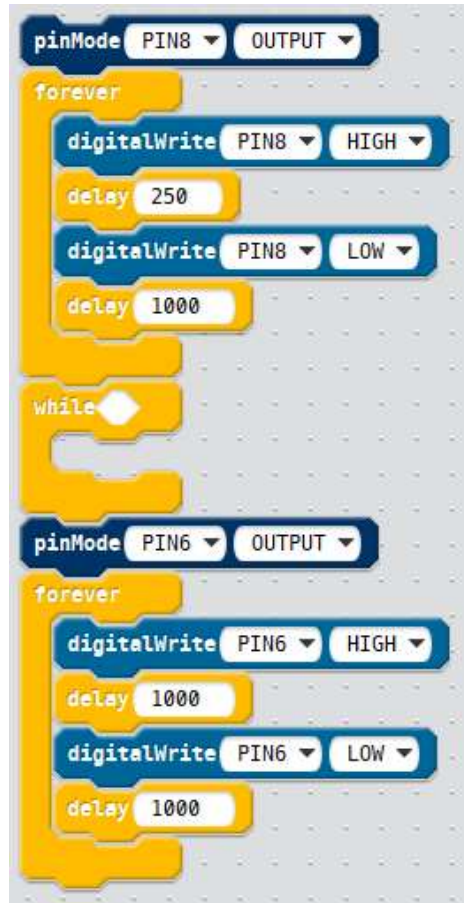 pinMode PIN8 OUTPUT
forever
digitalWrite PIN8 HIGH
delay 250
digitalWrite PIN8 LOW
delay 1000
while
pinMode PIN6 OUTPUT
forever
digitalWrite PIN6 HIGH
delay 1000
digitalWrite PIN6 LOW
delay 1000